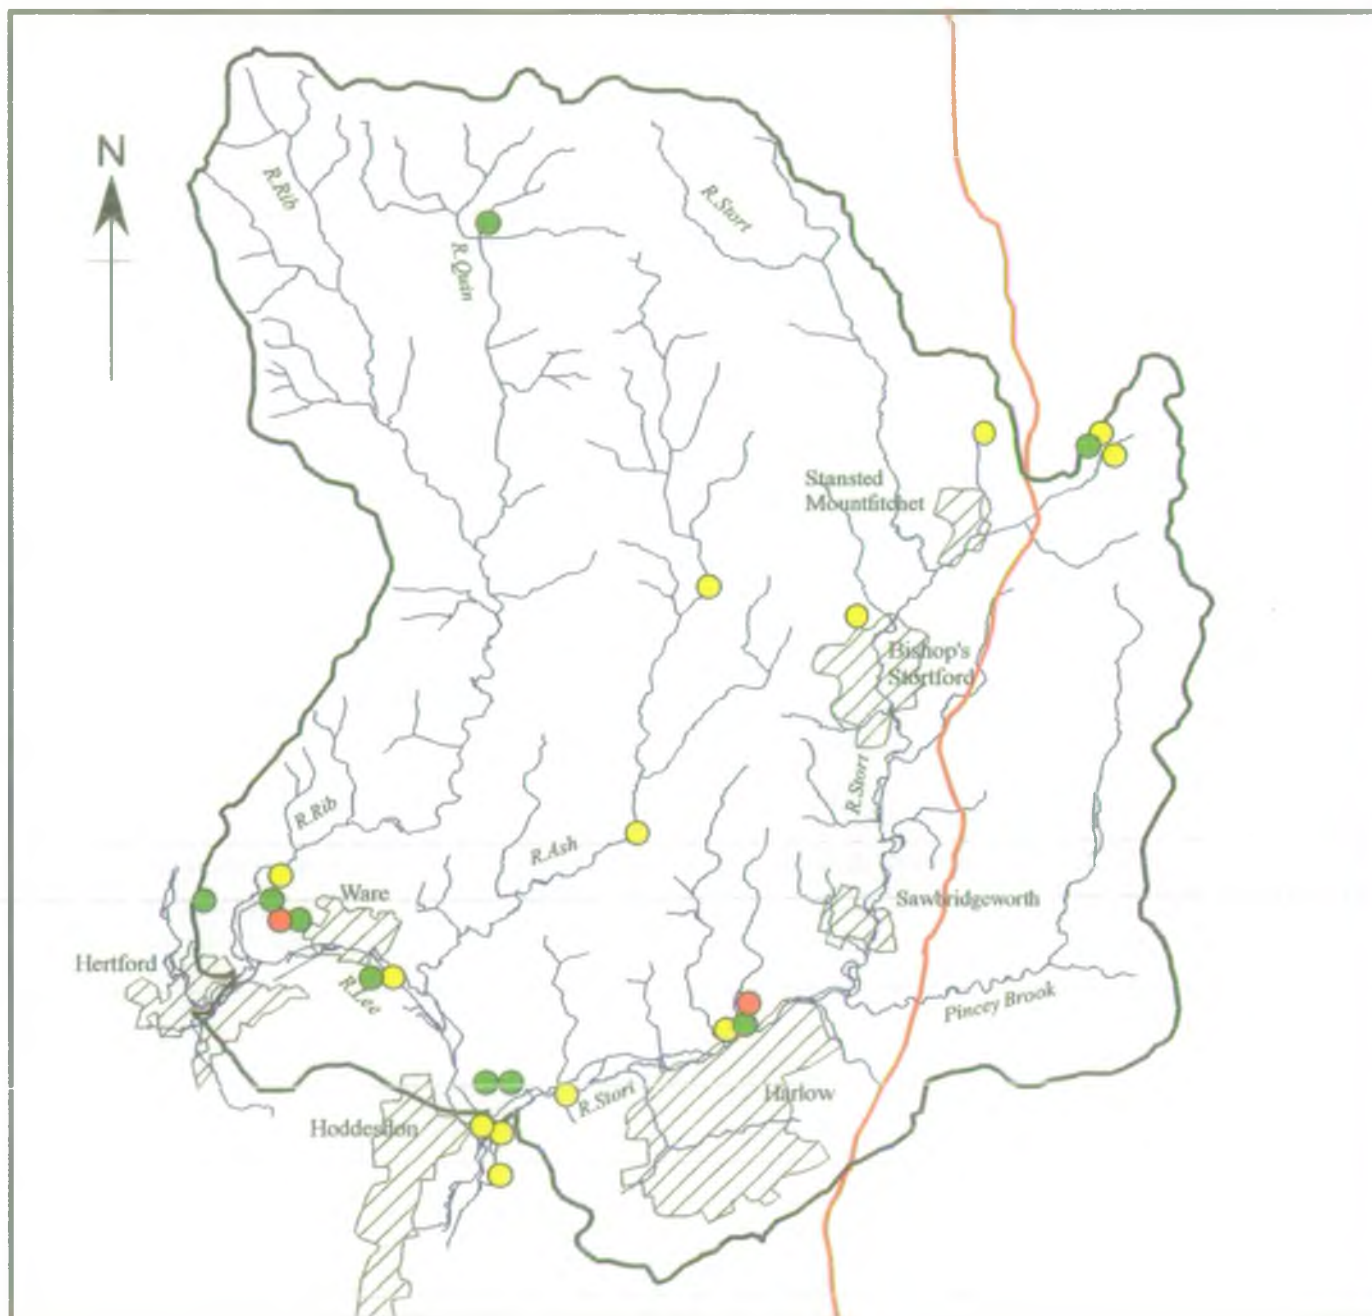 N
R.Rib
R.Stort
R.Quin
Stansted
Mountfitchet
Bishop's
Stortford
R.Stort
R.Rib
R.Ash
Ware
Sawbridgeworth
Hertford
R.Lee
Pincey Brook
R.Stort
Harlow
Hoddesdon